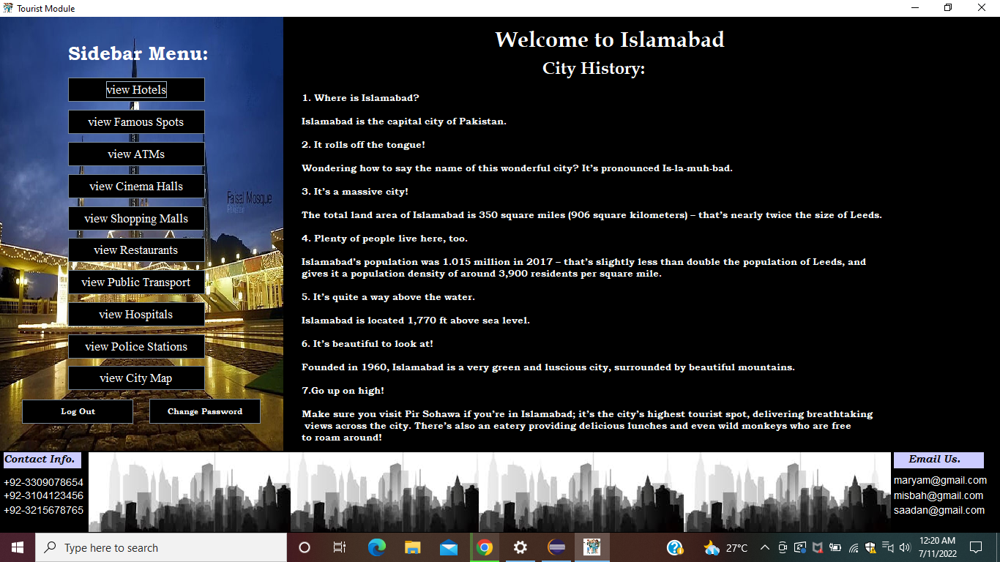 Tourist Module
Sidebar Menu:
view Hotels
view Famous Spots
view ATMs
view Cinema Halls
view Shopping Malls
view Restaurants
view Public Transport
view Hospitals
view Police Stations
view City Map
Log Out
Change Password
Faisal Mosque
Pakistan
Welcome to Islamabad
City History:
1. Where is Islamabad?
Islamabad is the capital city of Pakistan.
2. It rolls off the tongue!
Wondering how to say the name of this wonderful city? It's pronounced Is-la-muh-bad.
3. It's a massive city!
The total land area of Islamabad is 350 square miles (906 square kilometers) – that's nearly twice the size of Leeds.
4. Plenty of people live here, too.
Islamabad's population was 1.015 million in 2017 – that's slightly less than double the population of Leeds, and
gives it a population density of around 3,900 residents per square mile.
5. It's quite a way above the water.
Islamabad is located 1,770 ft above sea level.
6. It's beautiful to look at!
Founded in 1960, Islamabad is a very green and luscious city, surrounded by beautiful mountains.
7.Go up on high!
Make sure you visit Pir Sohawa if you're in Islamabad; it's the city's highest tourist spot, delivering breathtaking
views across the city. There's also an eatery providing delicious lunches and even wild monkeys who are free
to roam around!
Contact Info.
+92-3309078654
+92-3104123456
+92-3215678765
Email Us.
maryam@gmail.com
misbah@gmail.com
saadan@gmail.com
Type here to search
27°C
12:20 AM
7/11/2022